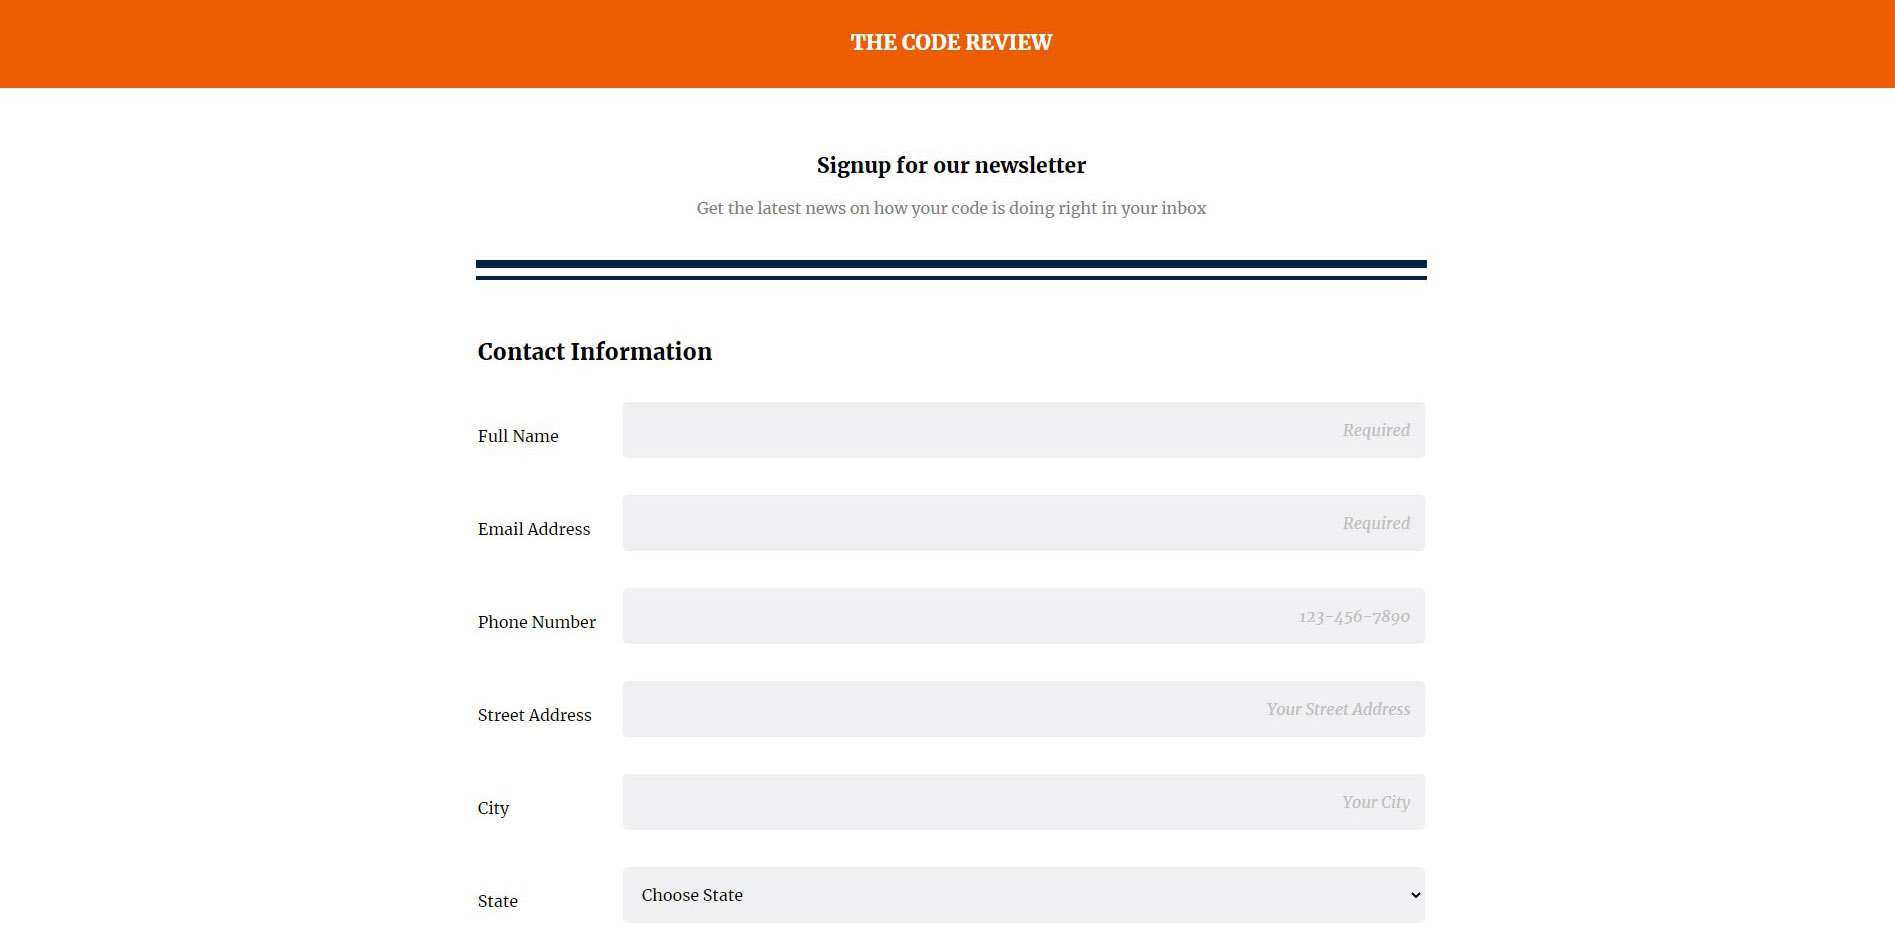 THE CODE REVIEW
Signup for our newsletter
Get the latest news on how your code is doing right in your inbox
Contact Information
Full Name
Required
Email Address
Required
Phone Number
123-456-7890
Street Address
Your Street Address
City
Your City
State
Choose State